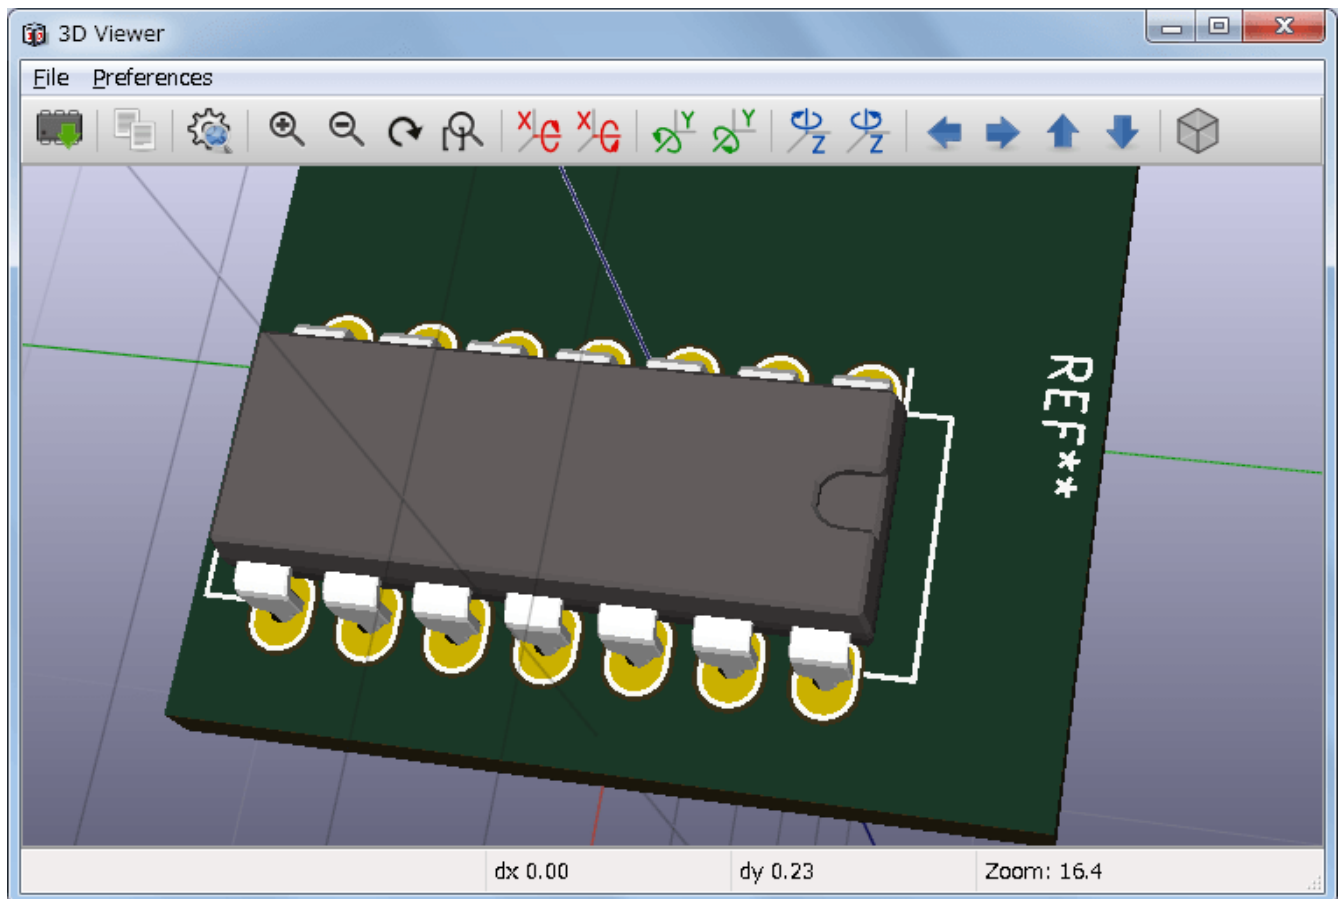 3D Viewer
File Preferences
X X Y Y Z Z
REF**
dx 0.00 dy 0.23 Zoom: 16.4